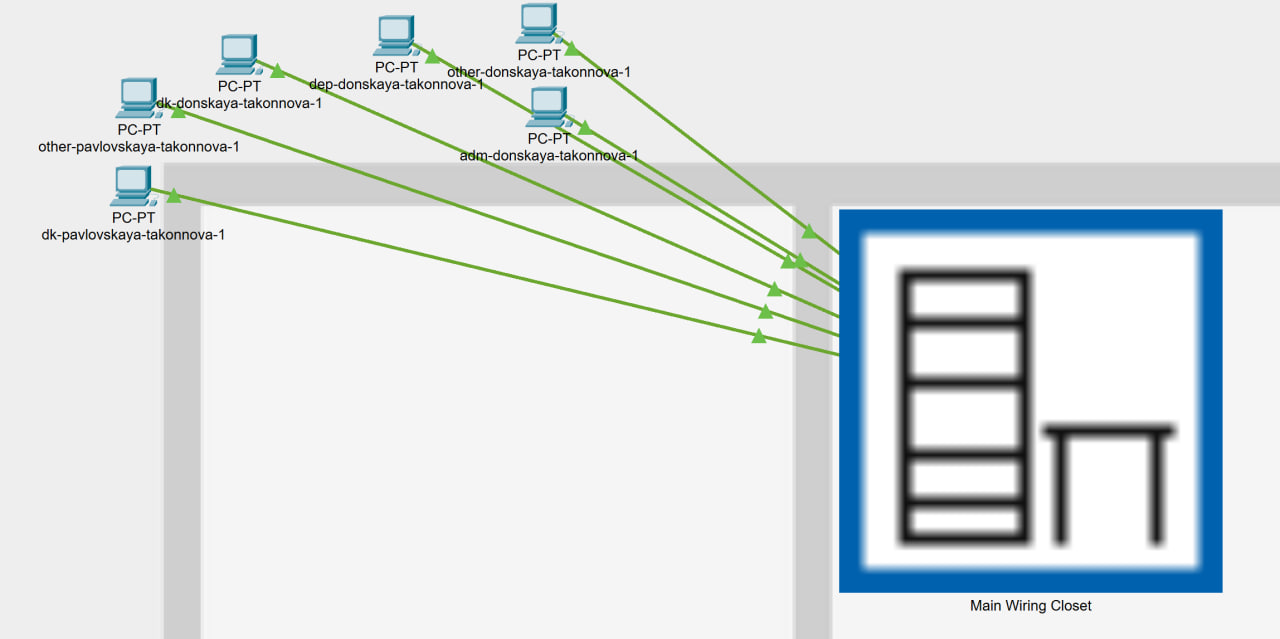 PC-PT
other-donskaya-takonnova-1
PC-PT
dep-donskaya-takonnova-1
PC-PT
dk-donskaya-takonnova-1
PC-PT
other-pavlovskaya-takonnova-1
PC-PT
adm-donskaya-takonnova-1
PC-PT
dk-pavlovskaya-takonnova-1
Main Wiring Closet